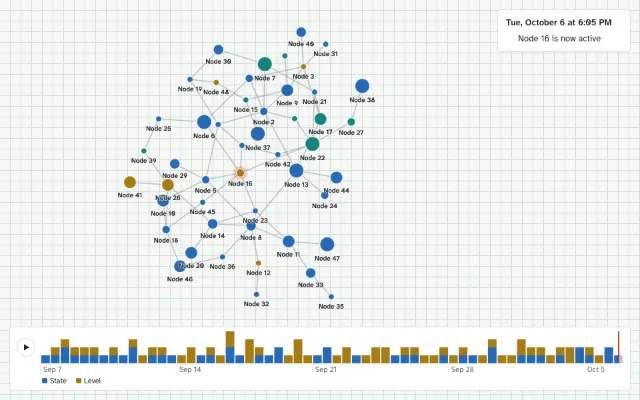 Tue, October 6 at 6:05 PM
Node 16 is now active
Node 40
Node 31
Node 30
Node 7
Node 3
Node 19
Node 48
Node 38
Node 9
Node 21
Node 15
Node 2
Node 25
Node 6
Node 17
Node 27
Node 37
Node 22
Node 39
Node 42
Node 29
Node 16
Node 13
Node 44
Node 41
Node 28
Node 5
Node 24
Node 10
Node 45
Node 23
Node 18
Node 14
Node 8
Node 11
Node 47
Node 20
Node 36
Node 12
Node 46
Node 33
Node 32
Node 35
Sep 7
Sep 14
Sep 21
Sep 28
Oct 5
State
Level